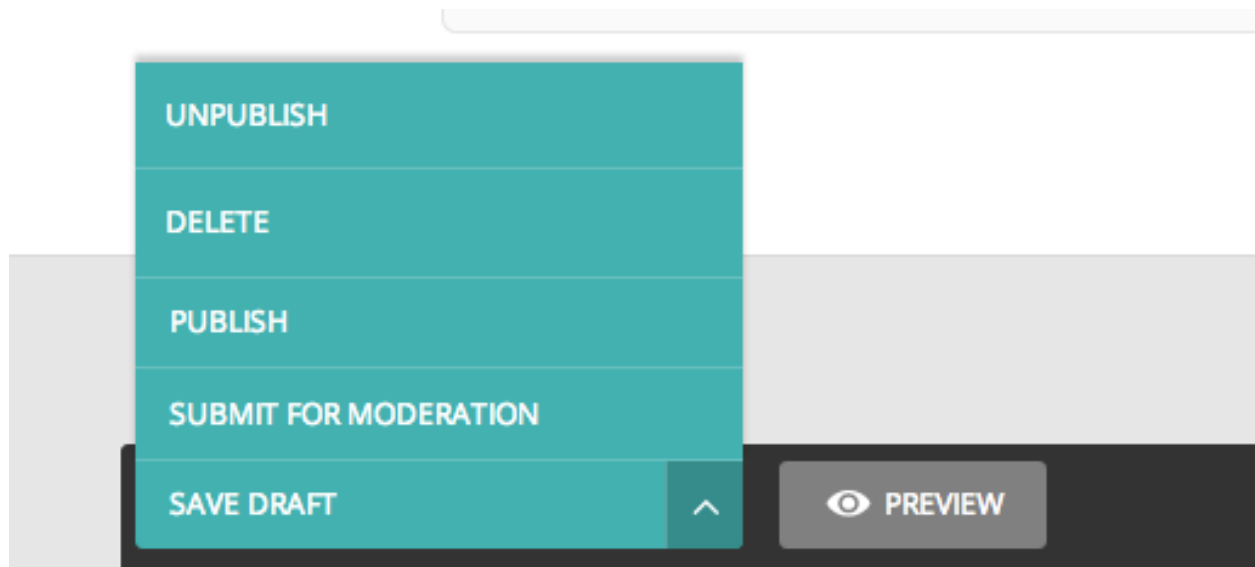 UNPUBLISH
DELETE
PUBLISH
SUBMIT FOR MODERATION
SAVE DRAFT
PREVIEW